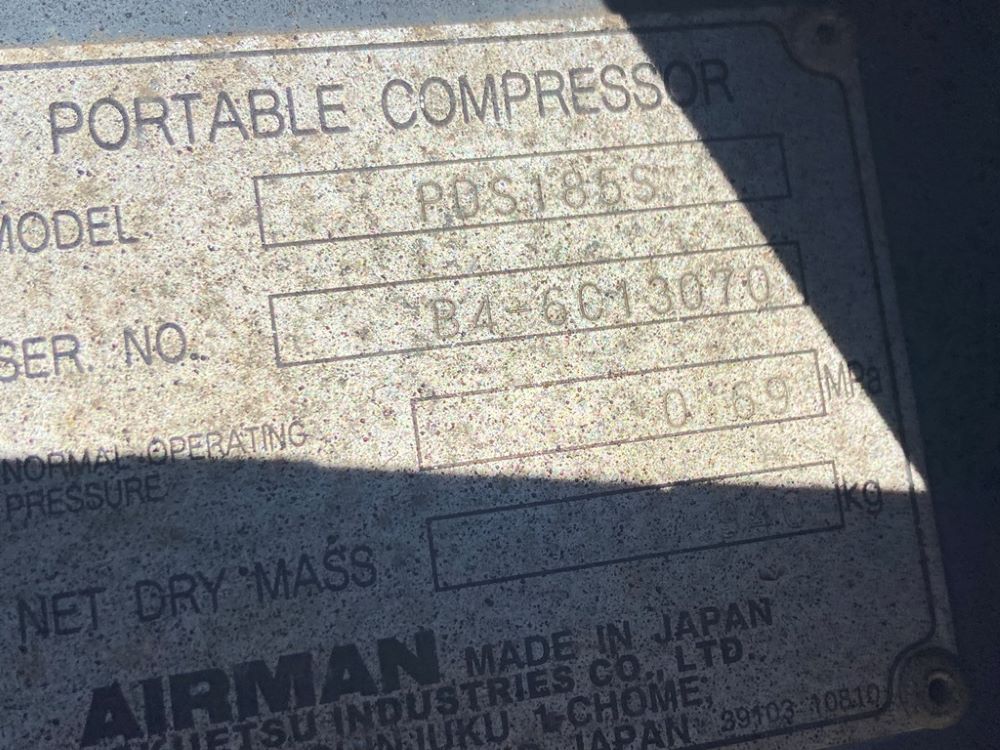 PORTABLE COMPRESSOR
MODEL PDS185S
SER. NO. B4-6C13070
NORMAL OPERATING PRESSURE 0.69 MPa
NET DRY MASS kg
AIRMAN MADE IN JAPAN
INDUSTRIES CO., LTD.
1-CHOME,
JAPAN 39103 10810